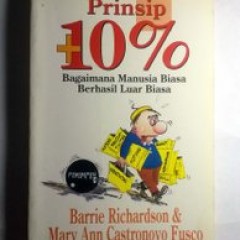 Prinsip
+10%
Bagaimana Manusia Biasa
Berhasil Luar Biasa
Barrie Richardson &
Mary Ann Castronovo Fusco